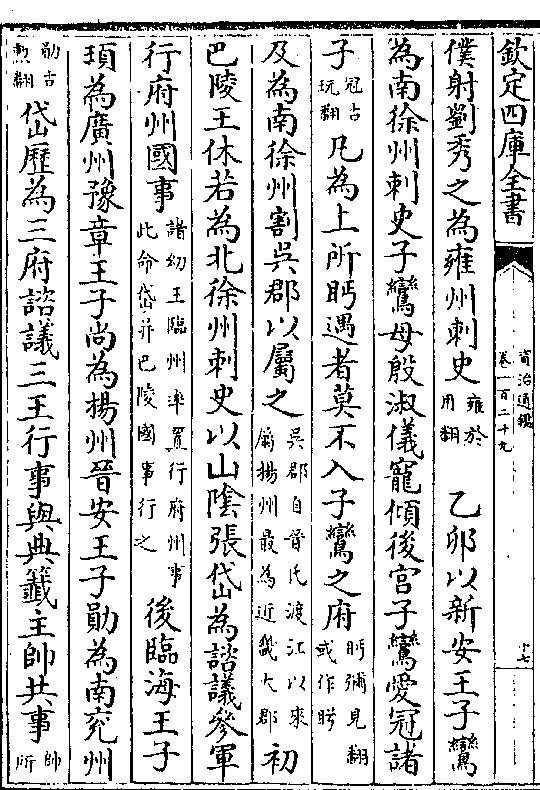 欽定四庫全書
資治通鑑
卷一百二十九
十七
僕射劉秀之為雍州刺史雍於用翻乙卯以新安王子鸞
為南徐州刺史子鸞母殷淑儀寵傾後宮子鸞愛冠諸
子冠古玩翻凡為上所眄遇者莫不入子鸞之府眄彌見翻或作盻
及為南徐州割吳郡以屬之吳郡自晉氏渡江以來屬揚州最為近畿大郡初
巴陵王休若為北徐州刺史以山陰張岱為諮議參軍
行府州國事諸幼王臨州率置行府州事此命岱并巴陵國事行之後臨海王子
頊為廣州豫章王子尚為揚州晉安王子勛為南兖州
勛古熏翻岱歷為三府諮議三王行事與典籤主帥共事帥所